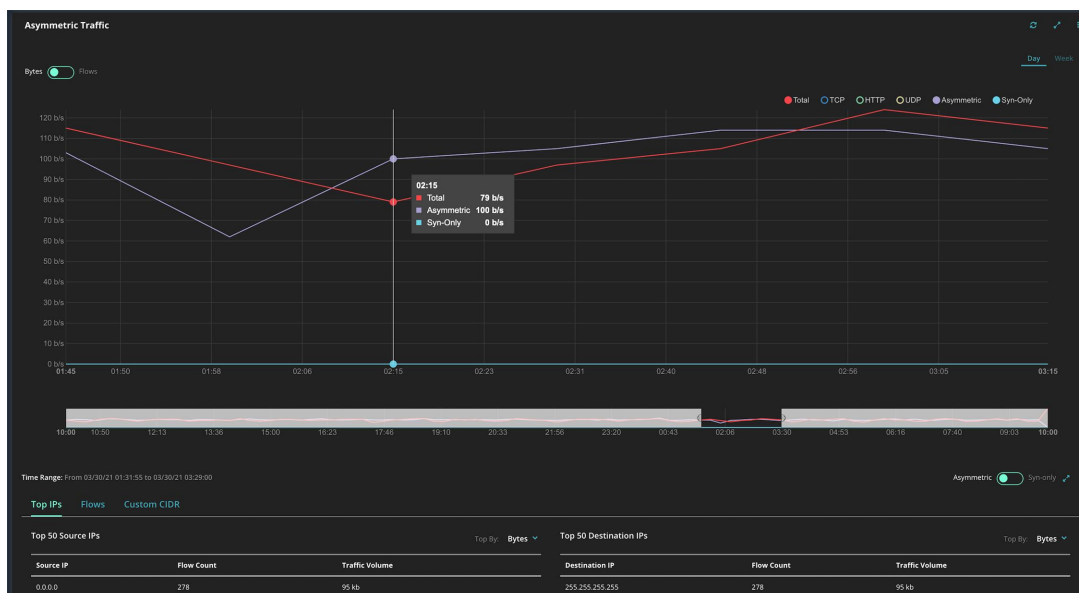 Asymmetric Traffic
Day Week
Bytes Flows
Total TCP HTTP UDP Asymmetric Syn-Only
120 b/s
110 b/s
100 b/s
90 b/s
80 b/s
70 b/s
60 b/s
50 b/s
40 b/s
30 b/s
20 b/s
10 b/s
0 b/s
02:15
Total 79 b/s
Asymmetric 100 b/s
Syn-Only 0 b/s
01:45 01:50 01:58 02:06 02:15 02:23 02:31 02:40 02:48 02:56 03:05 03:15
10:00 10:50 12:13 13:36 15:00 16:23 17:46 19:10 20:33 21:56 23:20 00:43 02:06 03:30 04:53 06:16 07:40 09:03 10:00
Time Range: From 03/30/21 01:31:55 to 03/30/21 03:29:00
Asymmetric Syn-only
Top IPs Flows Custom CIDR
Top 50 Source IPs Top By: Bytes
Top 50 Destination IPs Top By: Bytes
Source IP Flow Count Traffic Volume
Destination IP Flow Count Traffic Volume
0.0.0.0 278 95 kb
255.255.255.255 278 95 kb